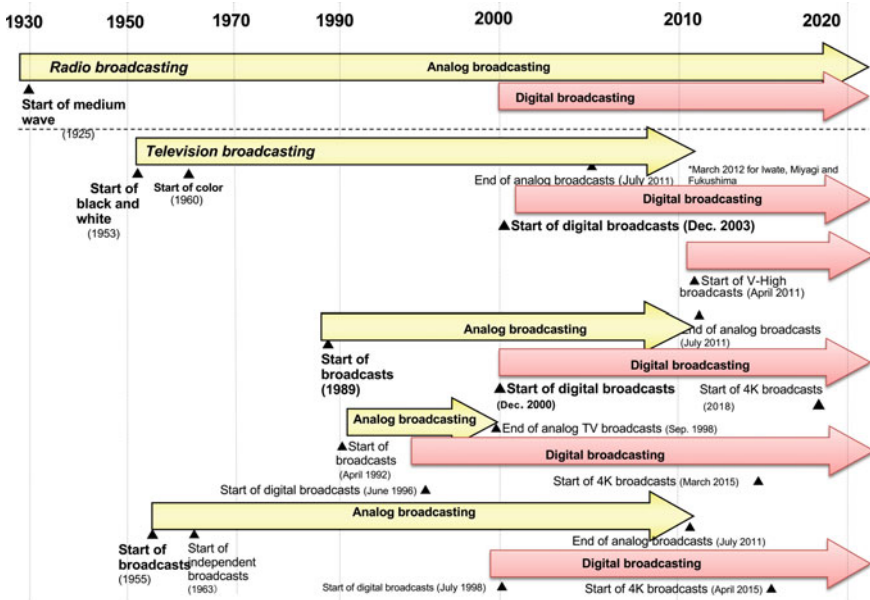 1930 1950 1970 1990 2000 2010 2020
Radio broadcasting
Analog broadcasting
Digital broadcasting
Start of medium
wave
(1925)
Television broadcasting
End of analog broadcasts (July 2011)
*March 2012 for Iwate, Miyagi and
Fukushima
Start of
black and
white
(1953)
Start of color
(1960)
Digital broadcasting
Start of digital broadcasts (Dec. 2003)
Start of V-High
broadcasts (April 2011)
Analog broadcasting
End of analog broadcasts
(July 2011)
Start of
broadcasts
(1989)
Digital broadcasting
Start of digital broadcasts
(Dec. 2000)
Start of 4K broadcasts
(2018)
Analog broadcasting
End of analog TV broadcasts (Sep. 1998)
Start of
broadcasts
(April 1992)
Digital broadcasting
Start of digital broadcasts (June 1996)
Start of 4K broadcasts (March 2015)
Analog broadcasting
Start of
broadcasts
(1955)
Start of
independent
broadcasts
(1963)
End of analog broadcasts (July 2011)
Digital broadcasting
Start of digital broadcasts (July 1998)
Start of 4K broadcasts (April 2015)